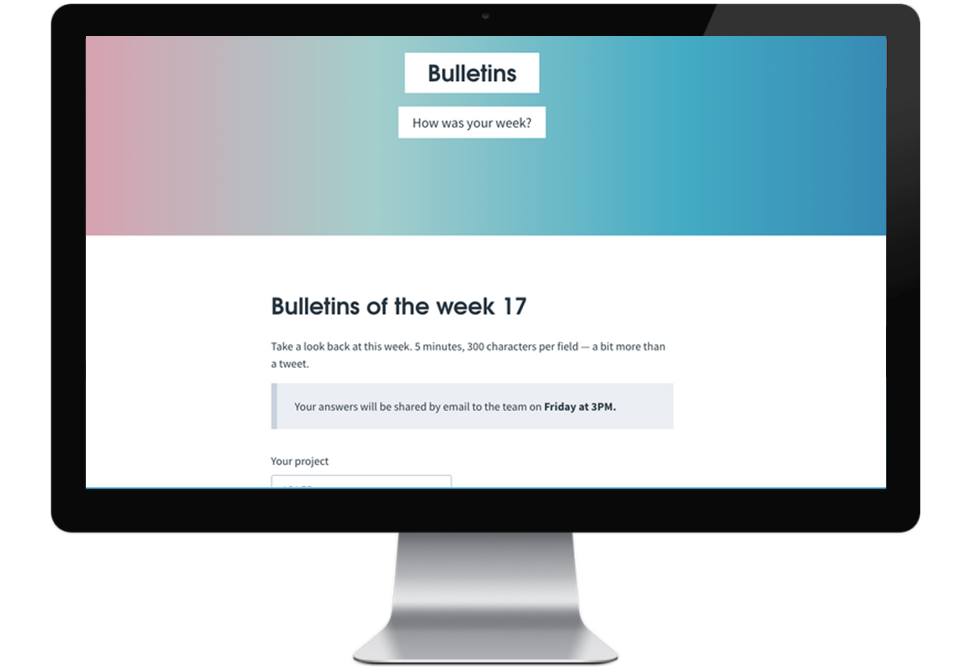 Bulletins
How was your week?
Bulletins of the week 17
Take a look back at this week. 5 minutes, 300 characters per field — a bit more than
a tweet.
Your answers will be shared by email to the team on Friday at 3PM.
Your project